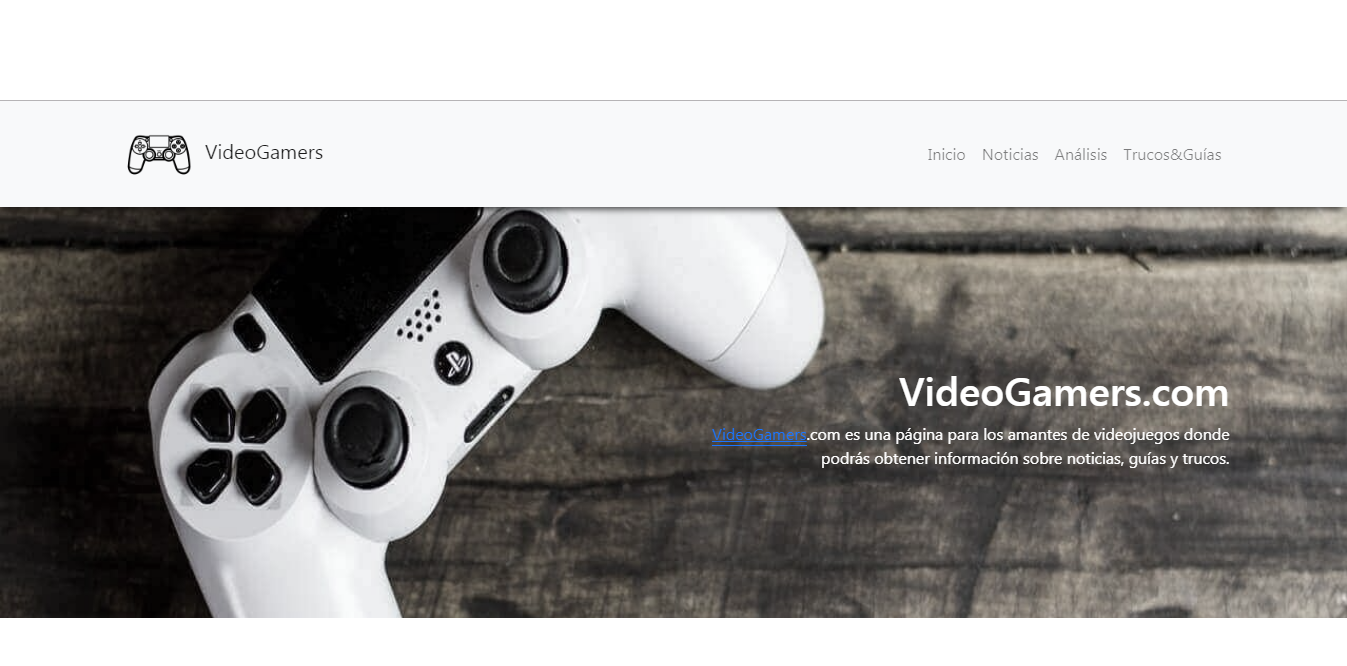 VideoGamers
Inicio Noticias Análisis Trucos&Guías
VideoGamers.com
VideoGamers.com es una página para los amantes de videojuegos donde
podrás obtener información sobre noticias, guías y trucos.